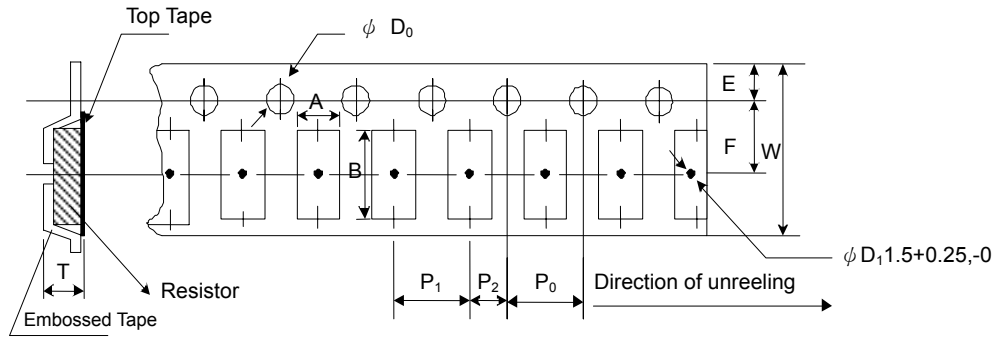 Top Tape
ϕ D₀
E
A
F
W
B
ϕ D₁ 1.5+0.25,-0
T
P₁
P₂
P₀
Direction of unreeling
Resistor
Embossed Tape